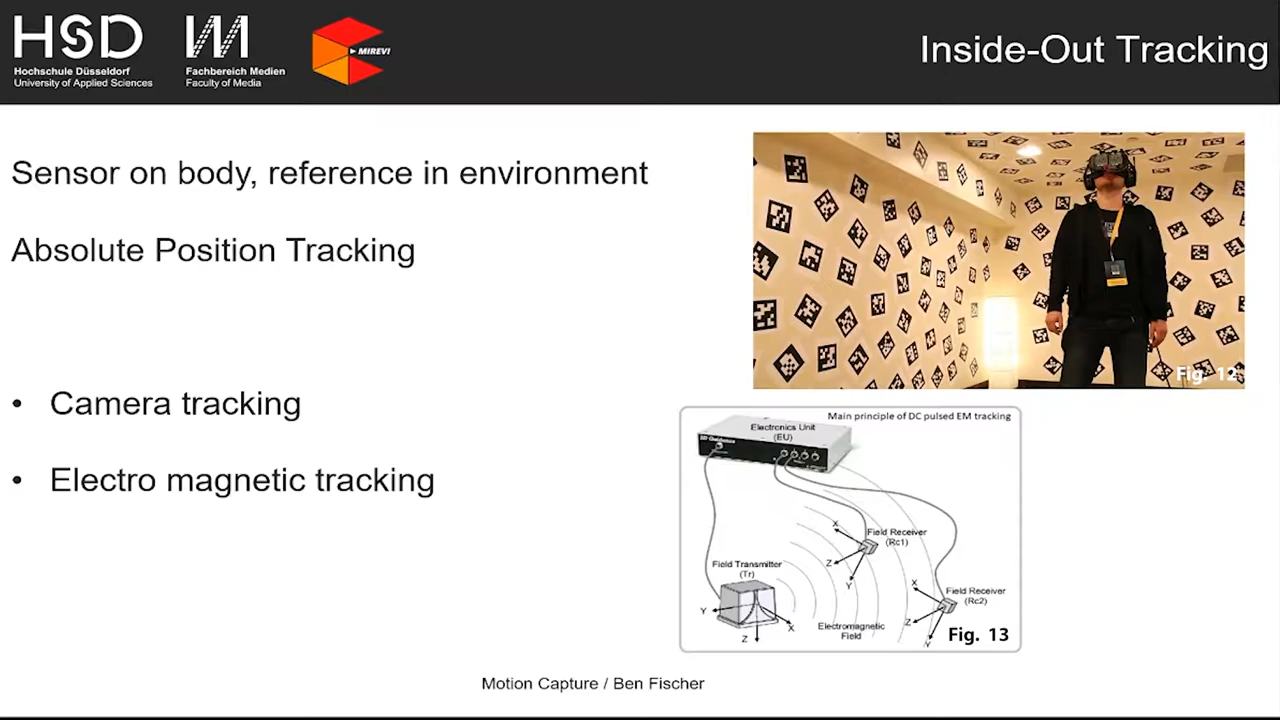 HSD
Hochschule Düsseldorf
University of Applied Sciences
Fachbereich Medien
Faculty of Media
MIREVI
Inside-Out Tracking
Sensor on body, reference in environment
Absolute Position Tracking
• Camera tracking
• Electro magnetic tracking
Fig. 12
Main principle of DC pulsed EM tracking
Electronics Unit
(EU)
Field Receiver
(Rc1)
X
Z
Y
Field Transmitter
(Tr)
Y
X
Z
Field Receiver
(Rc2)
X
Z
Y
Electromagnetic
Field
Fig. 13
Motion Capture / Ben Fischer